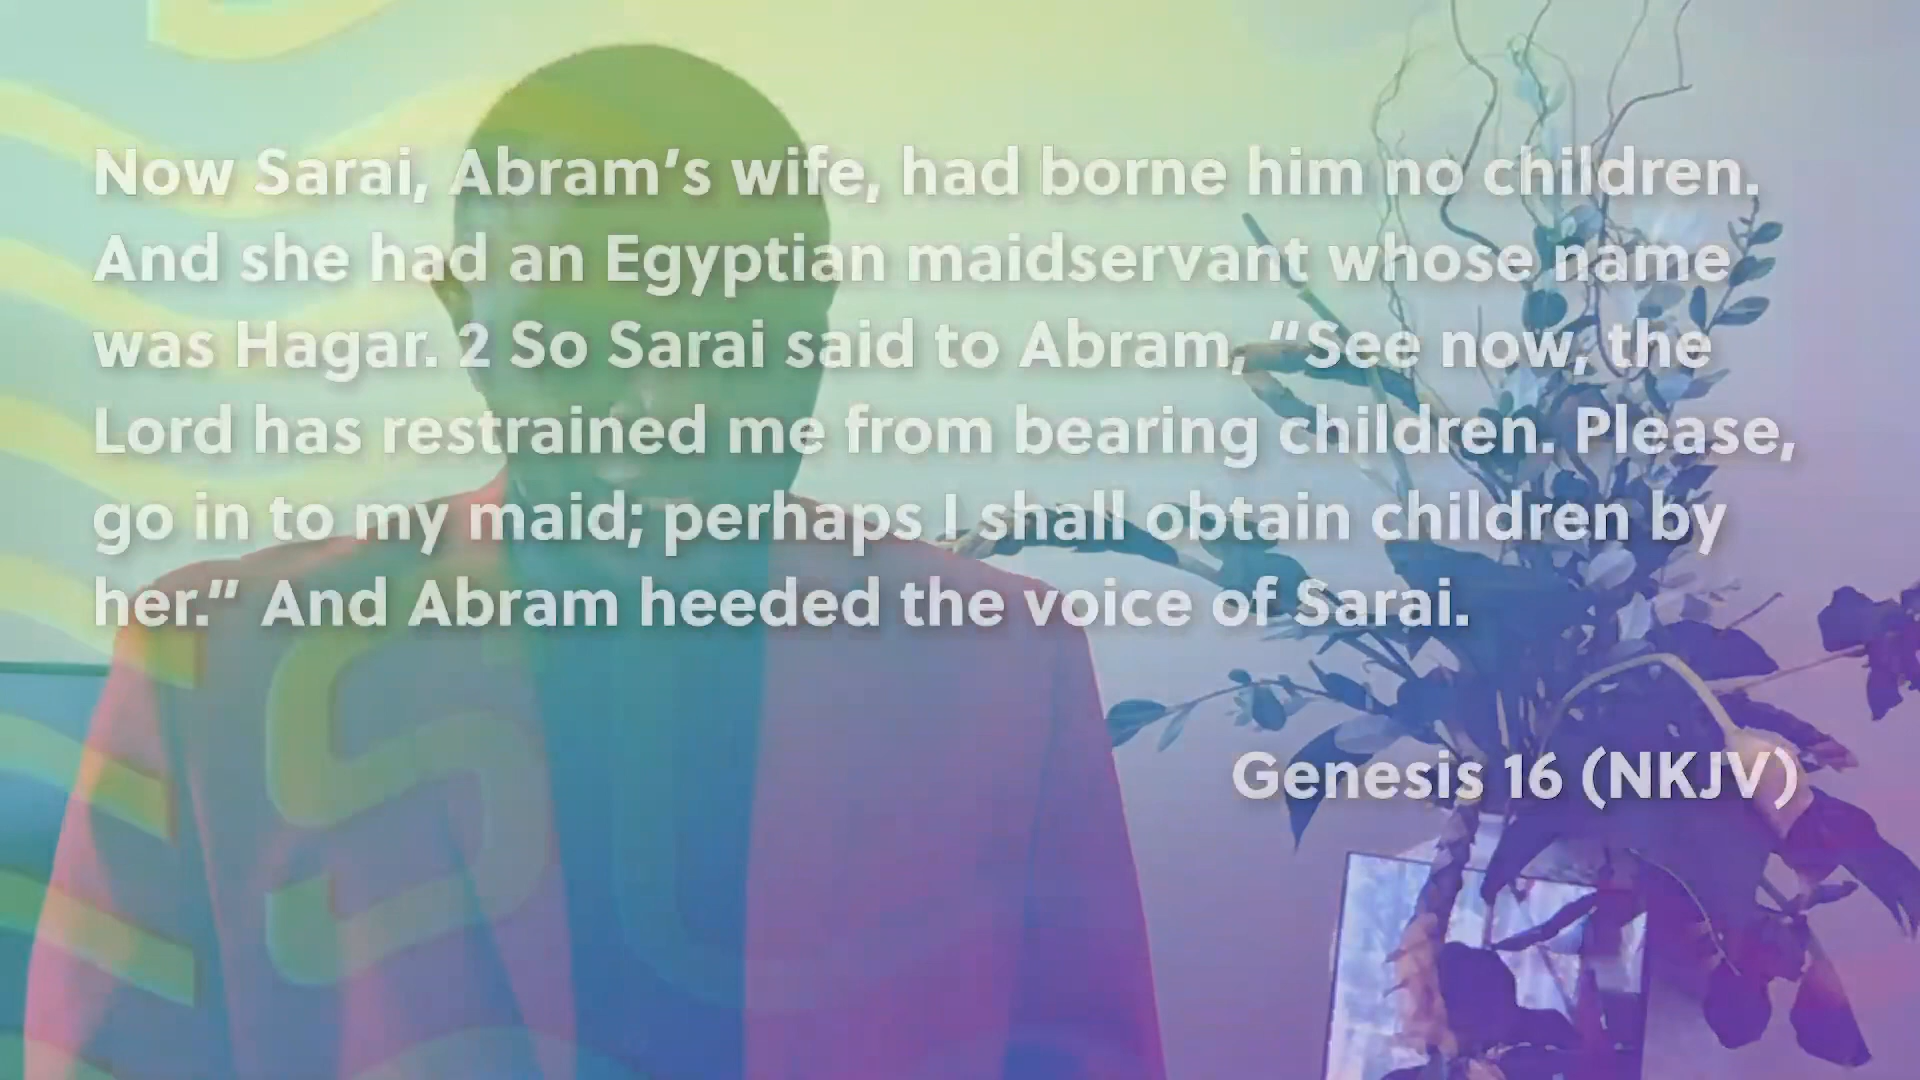 Now Sarai, Abram’s wife, had borne him no children.
And she had an Egyptian maidservant whose name
was Hagar. 2 So Sarai said to Abram, “See now, the
Lord has restrained me from bearing children. Please,
go in to my maid; perhaps I shall obtain children by
her.” And Abram heeded the voice of Sarai.
Genesis 16 (NKJV)